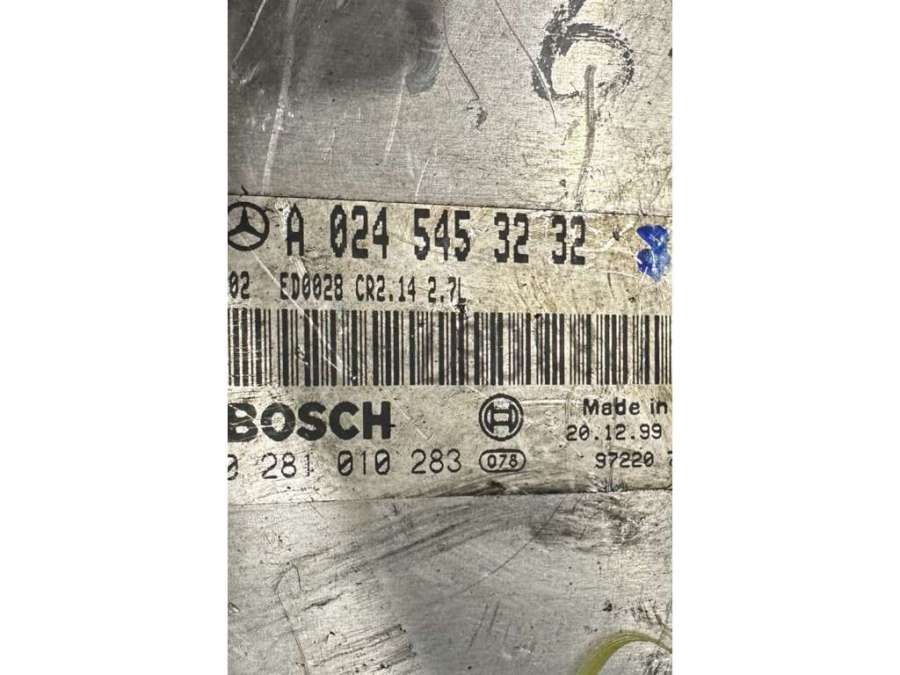 A 024 545 32 32
02 ED0028 CR2.14 2.7L
BOSCH
0 281 010 283 078
Made in
20.12.99
97220